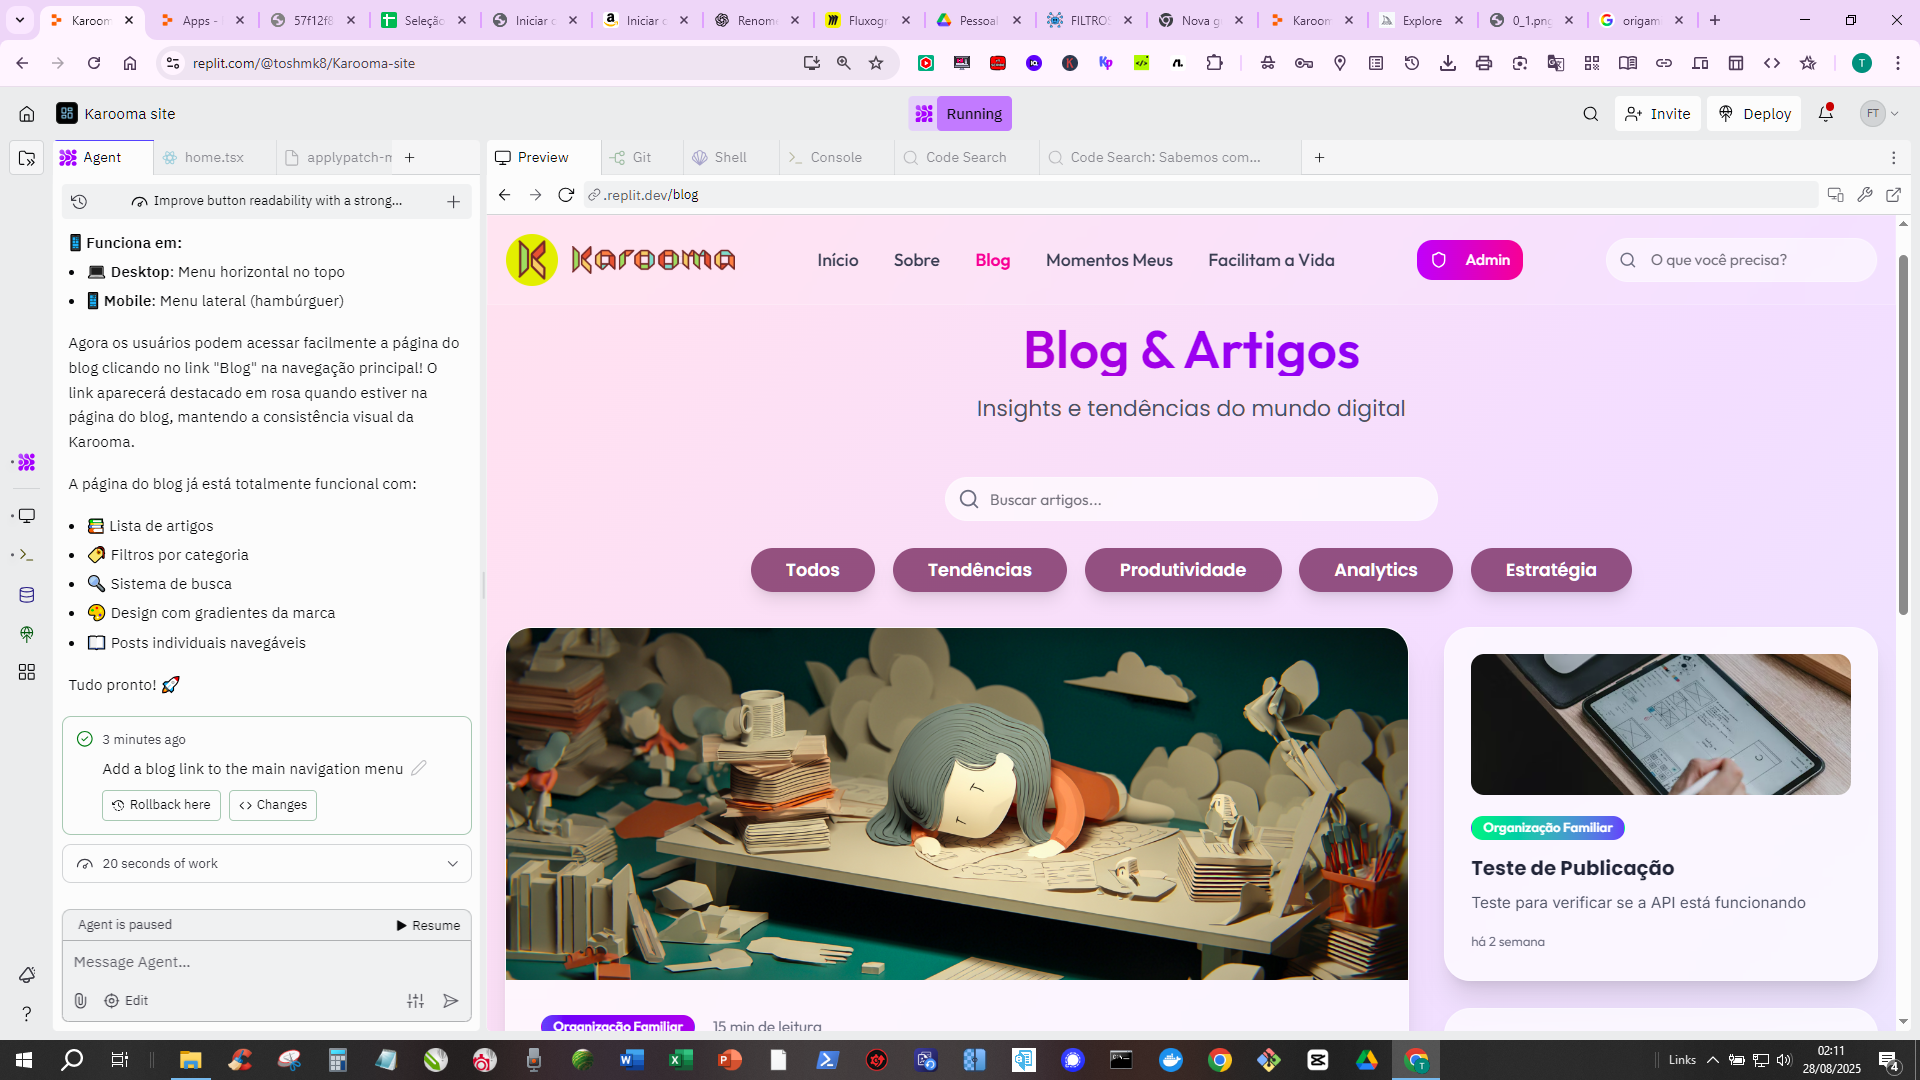 Karoom
Apps -
57f12f8
Seleção
Iniciar c
Iniciar c
Renome
Fluxogr
Pessoal
FILTROS
Nova g
Karoom
Explore
0_1.png
origam
replit.com/@toshmk8/Karooma-site
Karooma site
Running
Invite
Deploy
FT
Agent
home.tsx
applypatch-m
Preview
Git
Shell
Console
Code Search
Code Search: Sabemos com...
Improve button readability with a strong...
.replit.dev/blog
Funciona em:
Desktop: Menu horizontal no topo
Mobile: Menu lateral (hambúrguer)
Agora os usuários podem acessar facilmente a página do
blog clicando no link "Blog" na navegação principal! O
link aparecerá destacado em rosa quando estiver na
página do blog, mantendo a consistência visual da
Karooma.
A página do blog já está totalmente funcional com:
Lista de artigos
Filtros por categoria
Sistema de busca
Design com gradientes da marca
Posts individuais navegáveis
Tudo pronto!
3 minutes ago
Add a blog link to the main navigation menu
Rollback here
Changes
20 seconds of work
Agent is paused
Resume
Message Agent...
Edit
Karooma
Início
Sobre
Blog
Momentos Meus
Facilitam a Vida
Admin
O que você precisa?
Blog & Artigos
Insights e tendências do mundo digital
Buscar artigos...
Todos
Tendências
Produtividade
Analytics
Estratégia
Organização Familiar
Teste de Publicação
Teste para verificar se a API está funcionando
há 2 semana
Organização Familiar
15 min de leitura
Links
02:11
28/08/2025
4